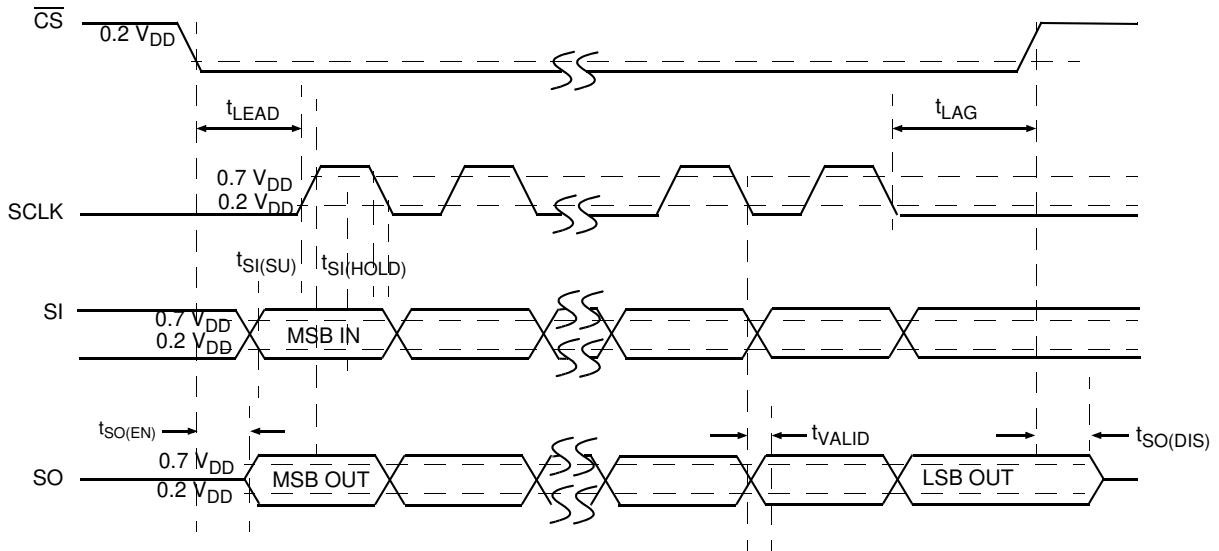 CS
0.2 VDD
tLEAD
tLAG
0.7 VDD
0.2 VDD
SCLK
tSI(SU)
tSI(HOLD)
SI
0.7 VDD
0.2 VDD
MSB IN
tSO(EN)
tVALID
tSO(DIS)
0.7 VDD
SO
0.2 VDD
MSB OUT
LSB OUT